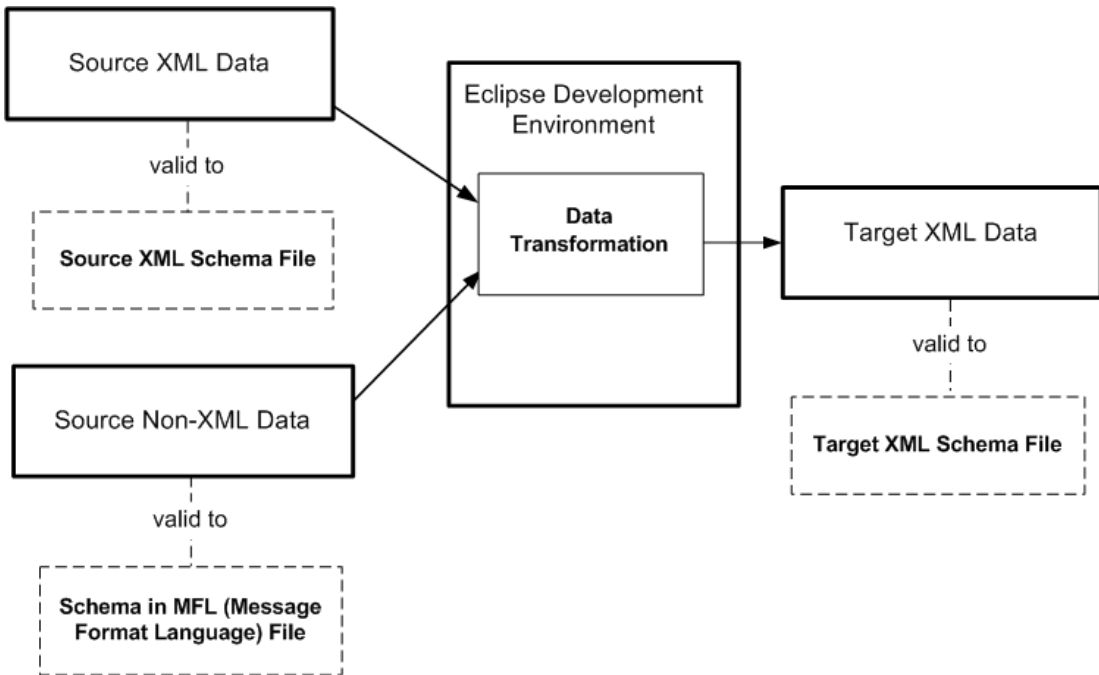 Source XML Data
valid to
Source XML Schema File
Source Non-XML Data
valid to
Schema in MFL (Message
Format Language) File
Eclipse Development
Environment
Data
Transformation
Target XML Data
valid to
Target XML Schema File